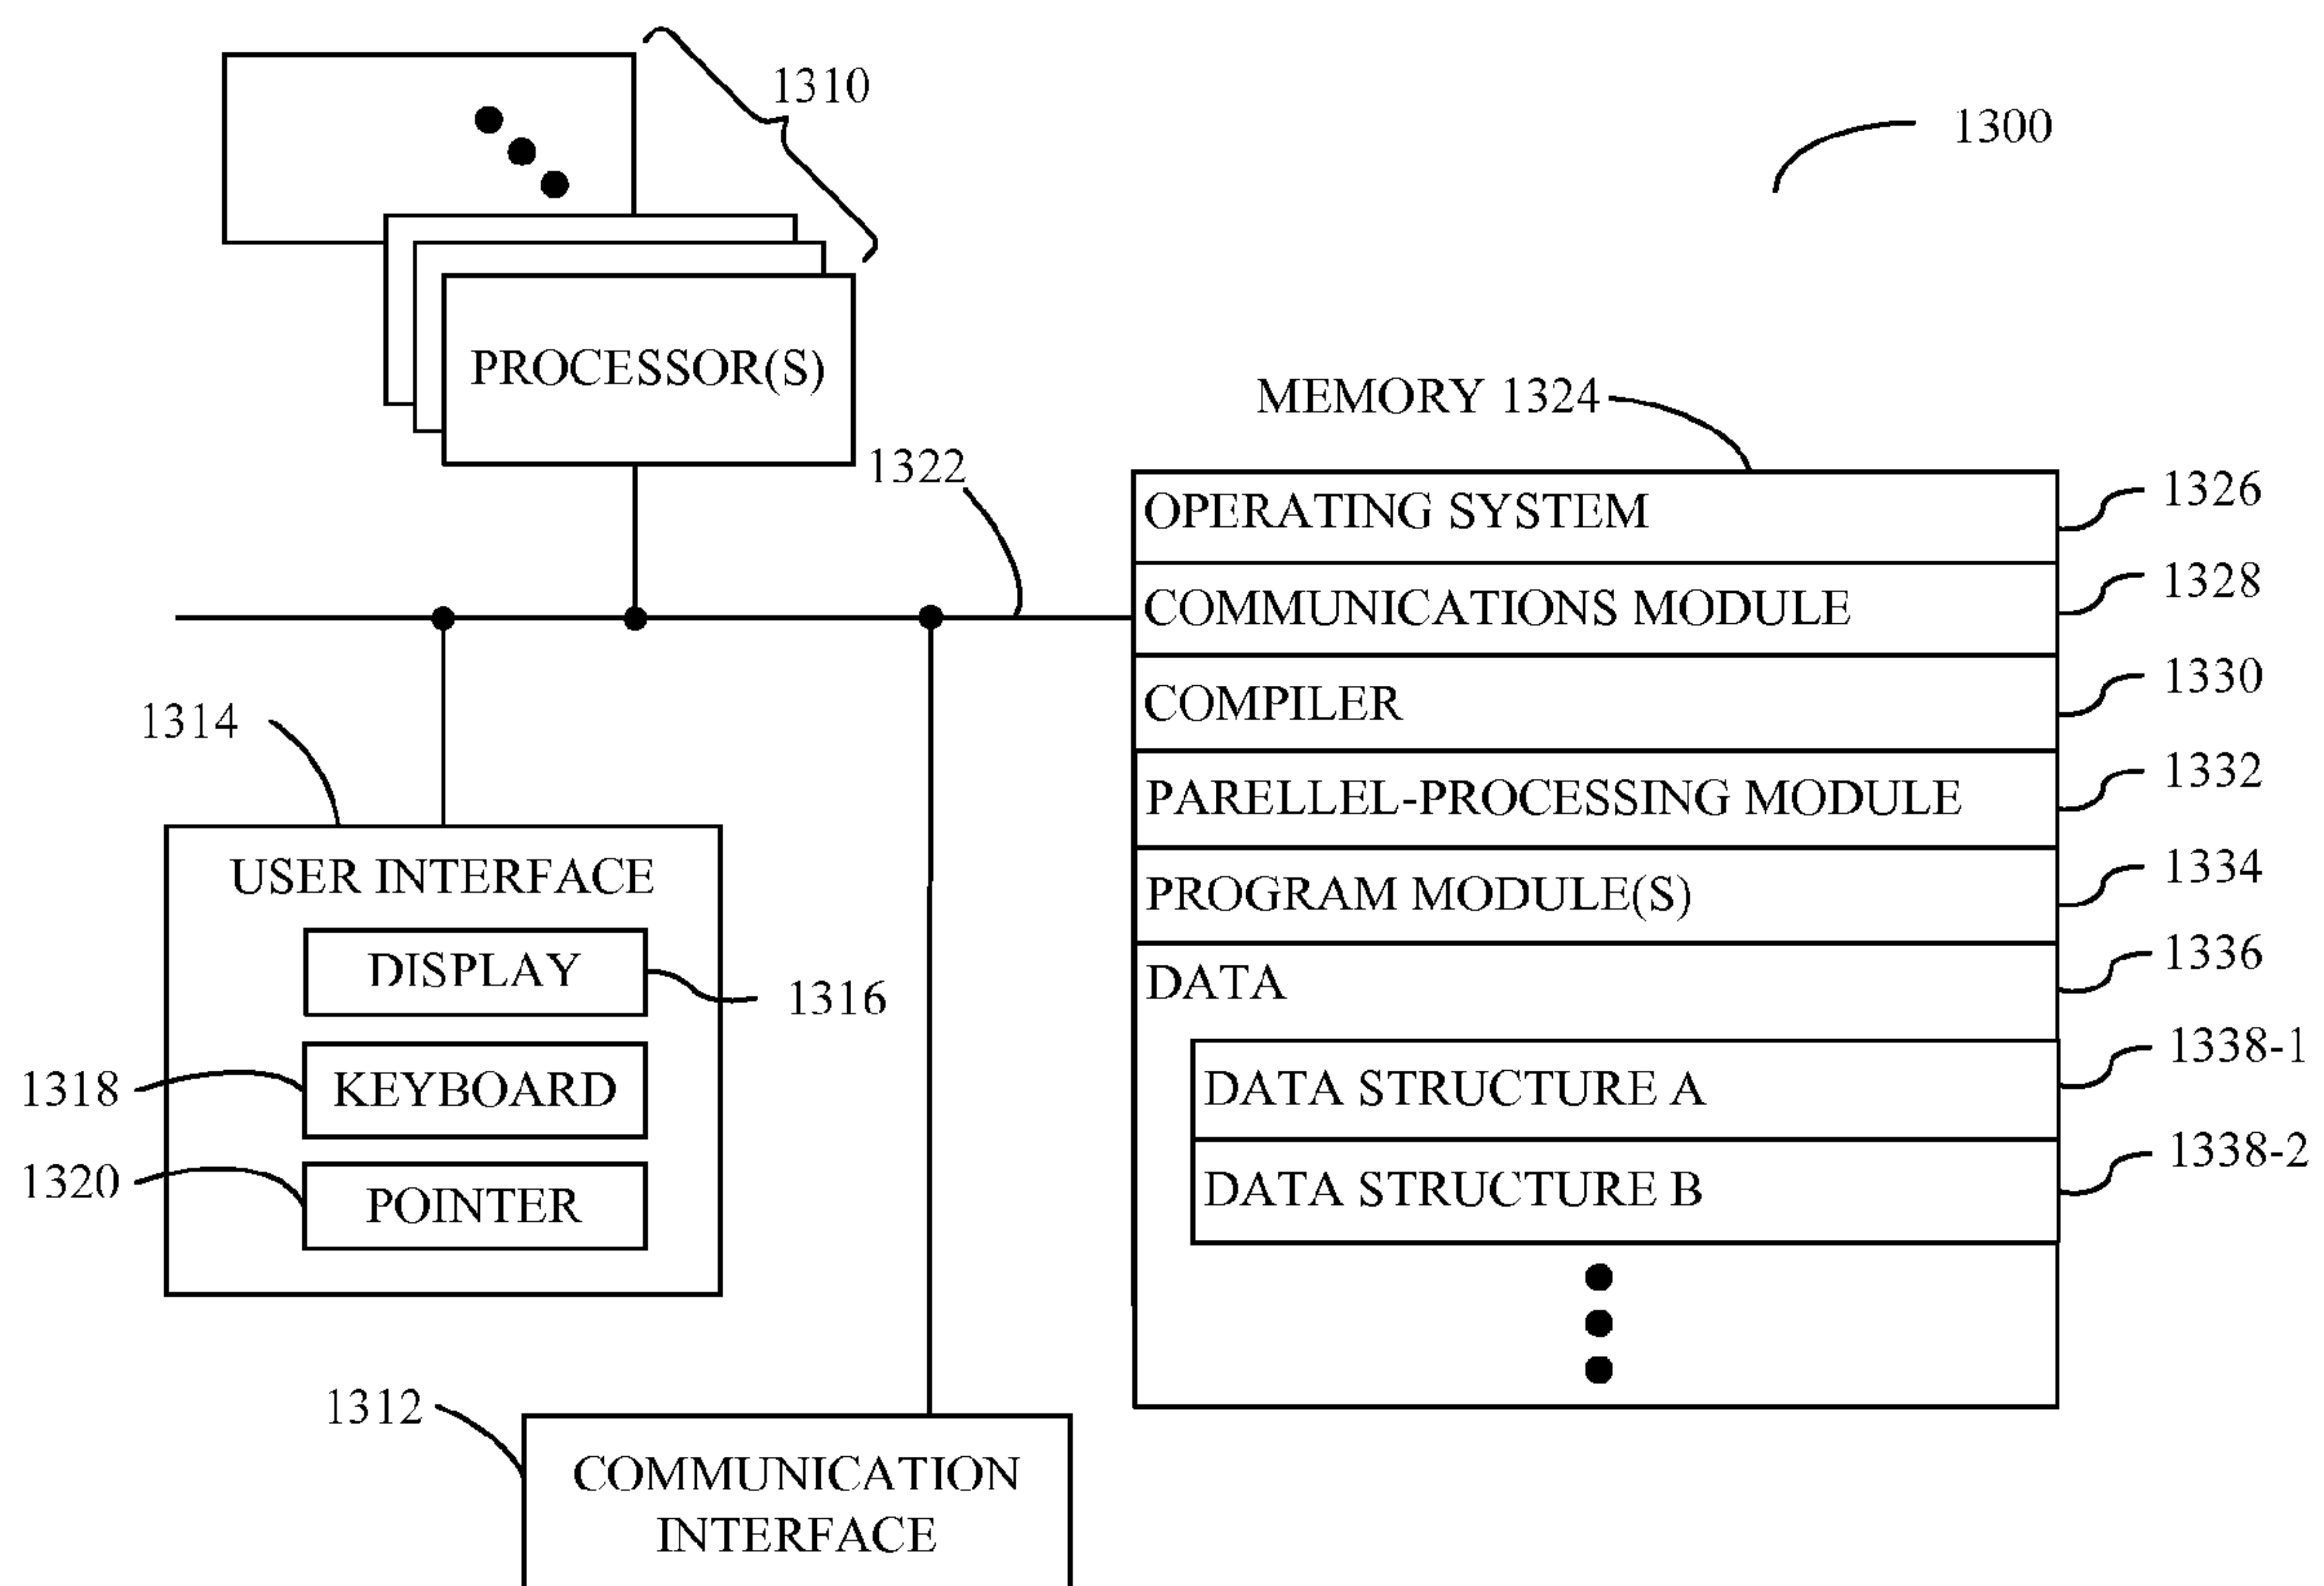 1310
1300
PROCESSOR(S)
MEMORY 1324
1322
OPERATING SYSTEM
1326
COMMUNICATIONS MODULE
1328
COMPILER
1330
PARELLEL-PROCESSING MODULE
1332
PROGRAM MODULE(S)
1334
DATA
1336
DATA STRUCTURE A
1338-1
DATA STRUCTURE B
1338-2
1314
USER INTERFACE
DISPLAY
1316
1318
KEYBOARD
1320
POINTER
1312
COMMUNICATION
INTERFACE